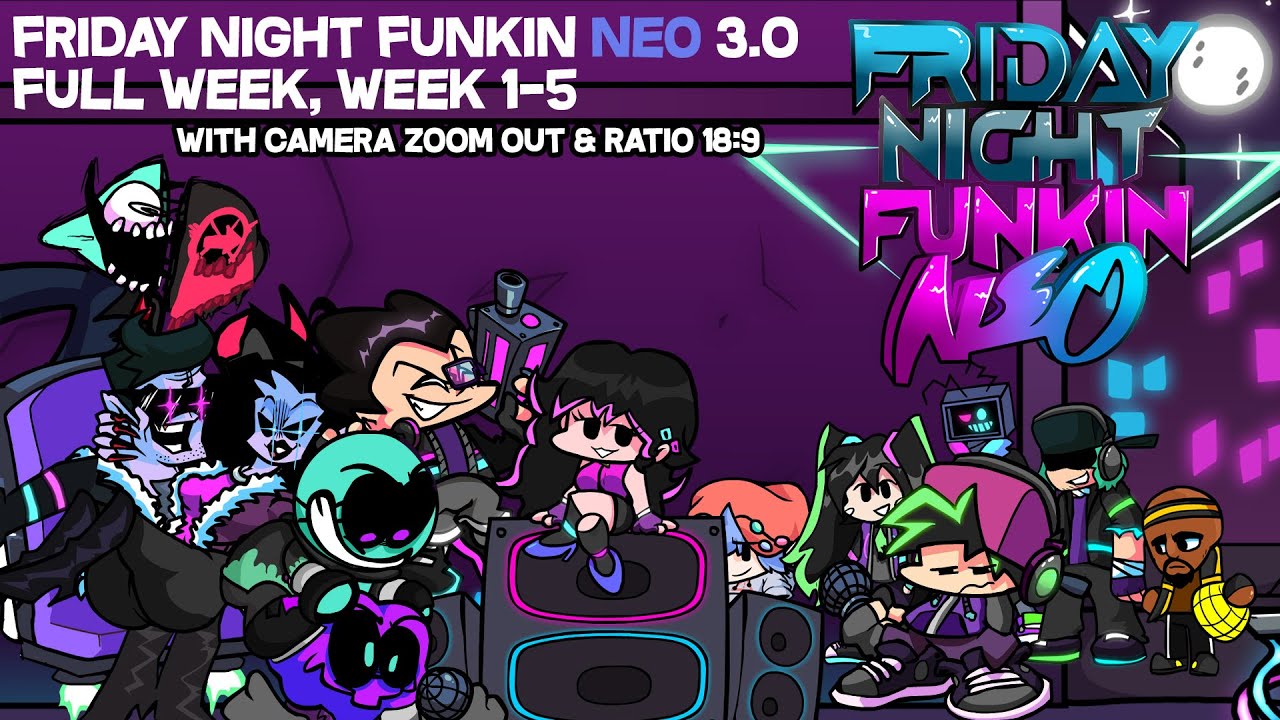 FRIDAY NIGHT FUNKIN NEO 3.0
FULL WEEK, WEEK 1-5
WITH CAMERA ZOOM OUT & RATIO 18:9
FRIDAY
NIGHT
FUNKIN
NEO